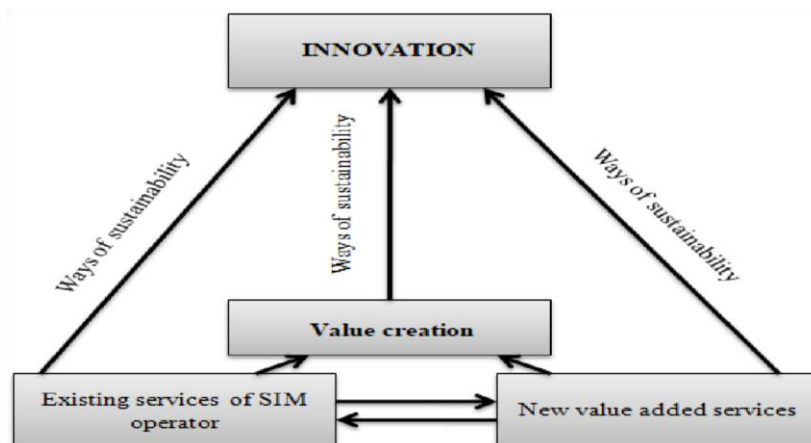 INNOVATION
Ways of sustainability
Ways of sustainability
Ways of sustainability
Value creation
Existing services of SIM
operator
New value added services